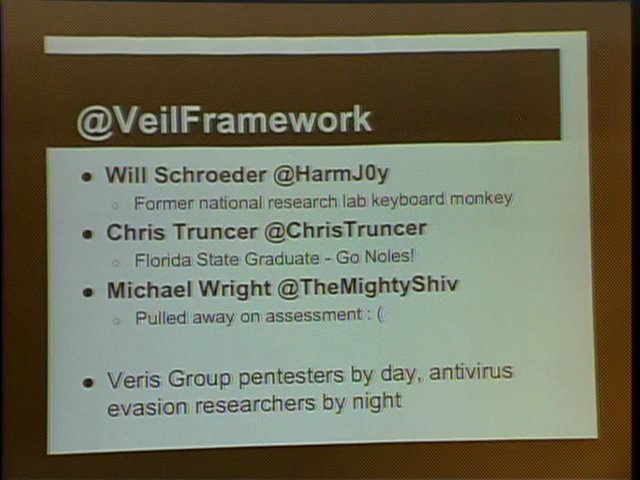 @VeilFramework
Will Schroeder @HarmJ0y
Former national research lab keyboard monkey
Chris Truncer @ChrisTruncer
Florida State Graduate - Go Noles!
Michael Wright @TheMightyShiv
Pulled away on assessment : (
Veris Group pentesters by day, antivirus
evasion researchers by night